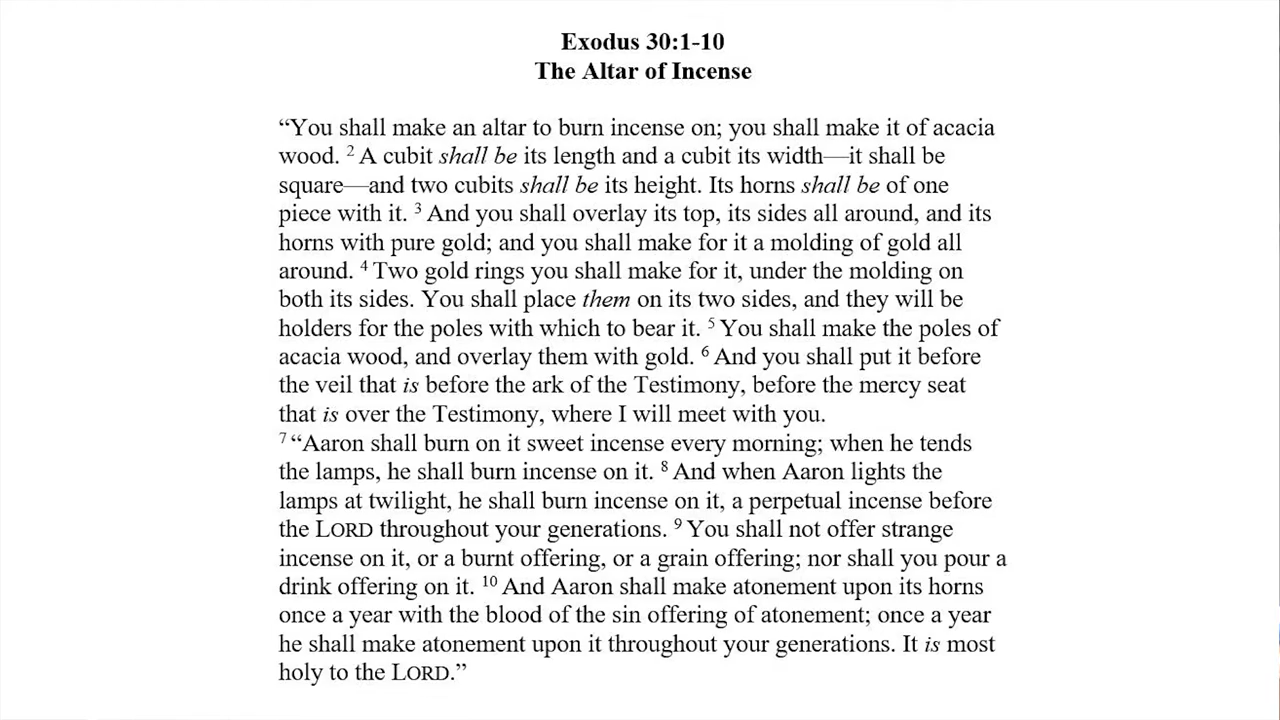 Exodus 30:1-10
The Altar of Incense
“You shall make an altar to burn incense on; you shall make it of acacia
wood. 2 A cubit shall be its length and a cubit its width—it shall be
square—and two cubits shall be its height. Its horns shall be of one
piece with it. 3 And you shall overlay its top, its sides all around, and its
horns with pure gold; and you shall make for it a molding of gold all
around. 4 Two gold rings you shall make for it, under the molding on
both its sides. You shall place them on its two sides, and they will be
holders for the poles with which to bear it. 5 You shall make the poles of
acacia wood, and overlay them with gold. 6 And you shall put it before
the veil that is before the ark of the Testimony, before the mercy seat
that is over the Testimony, where I will meet with you.
7 “Aaron shall burn on it sweet incense every morning; when he tends
the lamps, he shall burn incense on it. 8 And when Aaron lights the
lamps at twilight, he shall burn incense on it, a perpetual incense before
the LORD throughout your generations. 9 You shall not offer strange
incense on it, or a burnt offering, or a grain offering; nor shall you pour a
drink offering on it. 10 And Aaron shall make atonement upon its horns
once a year with the blood of the sin offering of atonement; once a year
he shall make atonement upon it throughout your generations. It is most
holy to the LORD.”